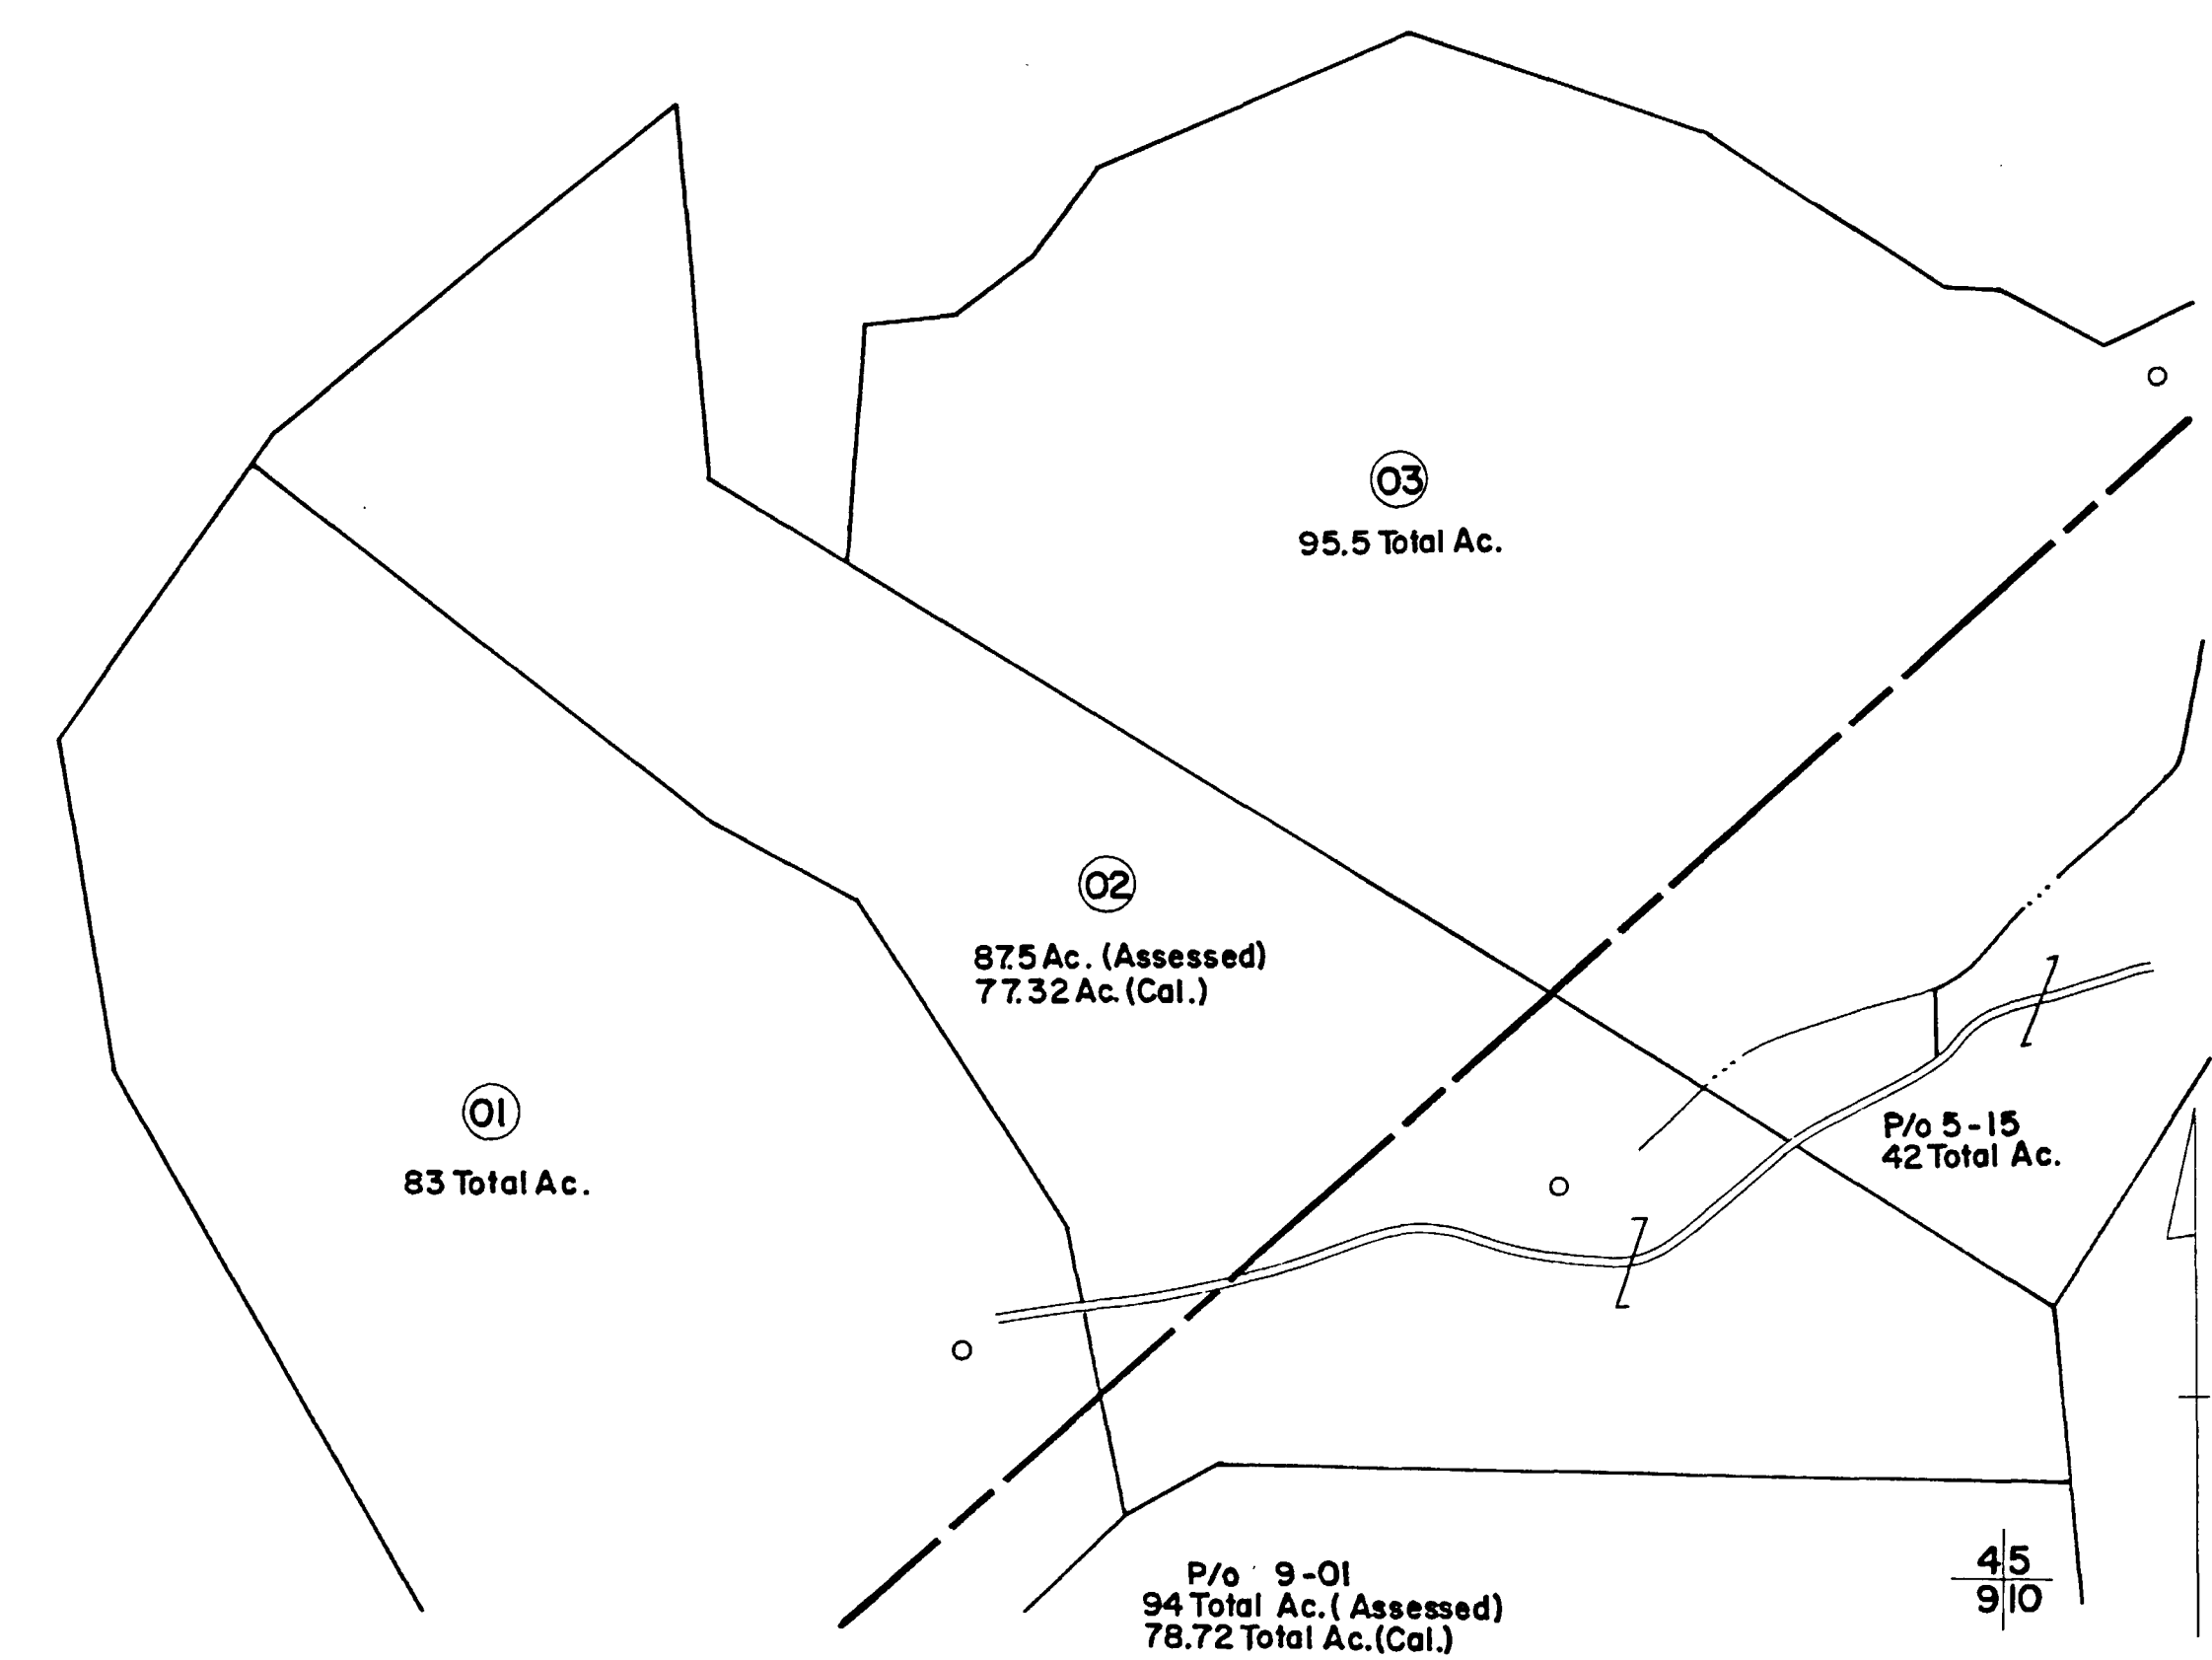 03
95.5 Total Ac.
02
87.5 Ac. (Assessed)
77.32 Ac. (Cal.)
01
83 Total Ac.
P/o 5-15
42 Total Ac.
P/o 9-01
94 Total Ac. (Assessed)
78.72 Total Ac. (Cal.)
4 5
9 10